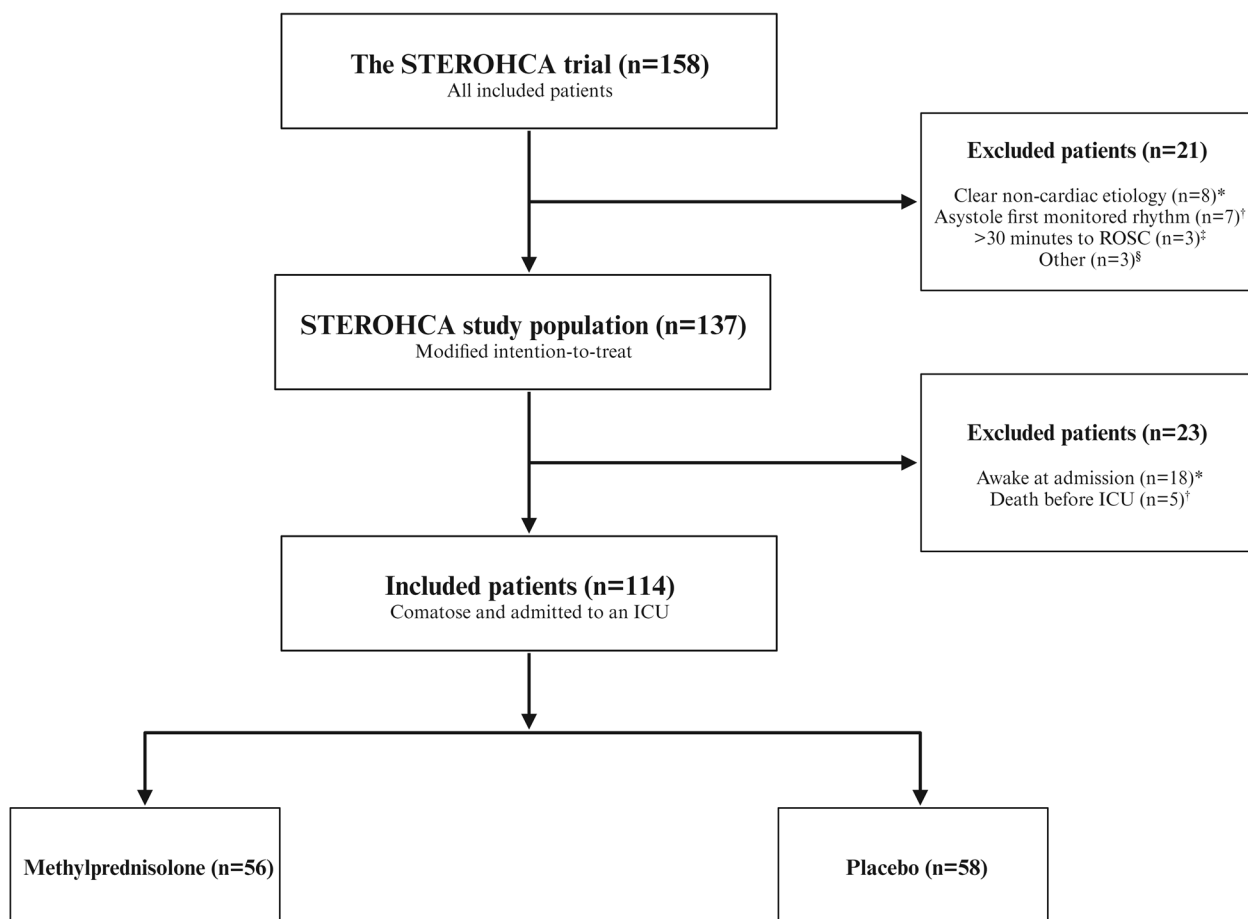 The STEROHCA trial (n=158)
All included patients
Excluded patients (n=21)
Clear non-cardiac etiology (n=8)*
Asystole first monitored rhythm (n=7)†
>30 minutes to ROSC (n=3)‡
Other (n=3)§
STEROHCA study population (n=137)
Modified intention-to-treat
Excluded patients (n=23)
Awake at admission (n=18)*
Death before ICU (n=5)†
Included patients (n=114)
Comatose and admitted to an ICU
Methylprednisolone (n=56)
Placebo (n=58)